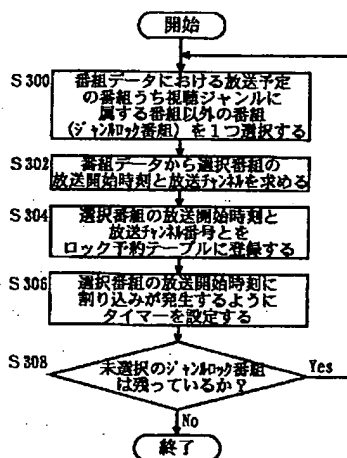 開始
S300
番組データにおける放送予定
の番組うち視聴ジャンルに
属する番組以外の番組
(ジャンルロック番組)を1つ選択する
S302
番組データから選択番組の
放送開始時刻と放送チャンネルを求める
S304
選択番組の放送開始時刻と
放送チャンネル番号とを
ロック予約テーブルに登録する
S306
選択番組の放送開始時刻に
割り込みが発生するように
タイマーを設定する
S308
未選択のジャンルロック番組
は残っているか?
Yes
No
終了